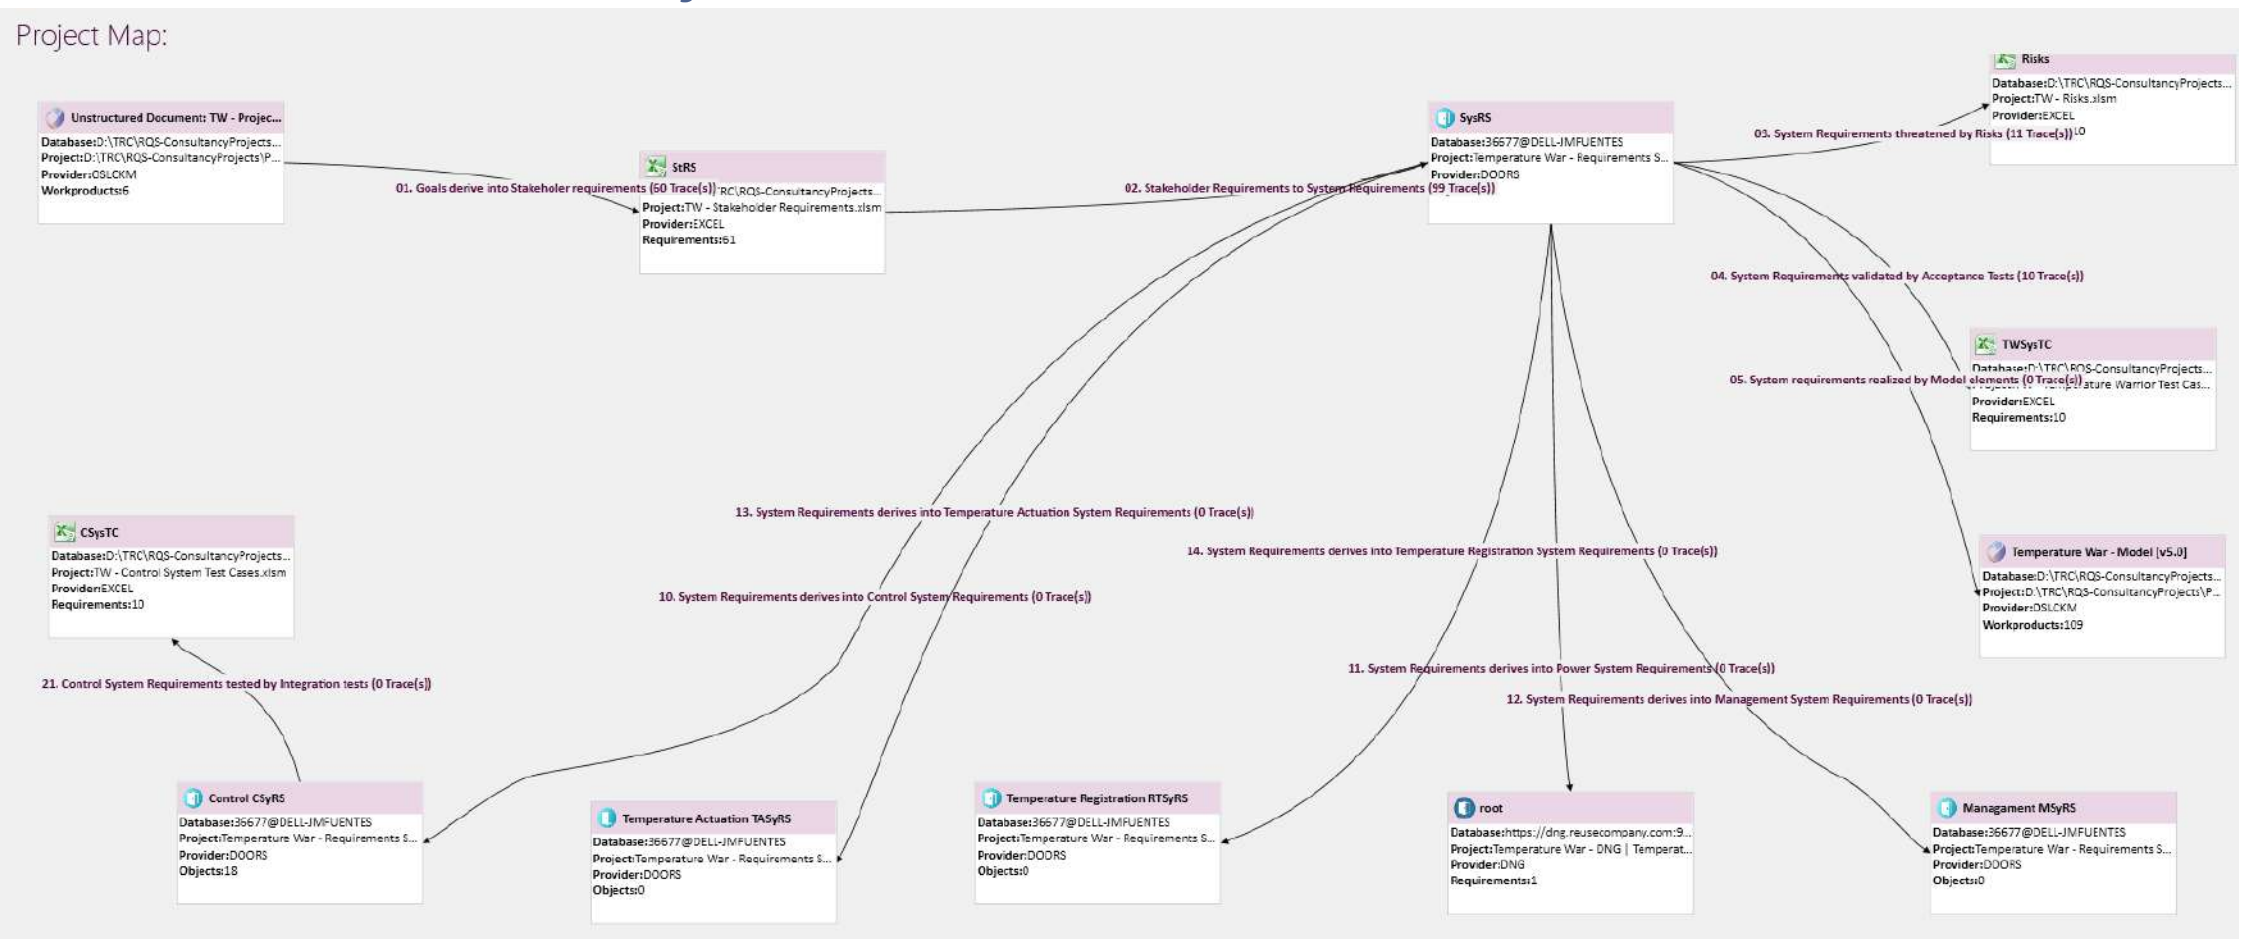 Project Map:
Unstructured Document: TW - Projec...
Database:D:\TRC\RQS-ConsultancyProjects...
Project:D:\TRC\RQS-ConsultancyProjects\P...
Provider:OSLCKM
Workproducts:6
01. Goals derive into Stakeholer requirements (60 Trace(s))
StRS
TRC\RQS-ConsultancyProjects...
Project:TW - Stakeholder Requirements.xlsm
Provider:EXCEL
Requirements:61
02. Stakeholder Requirements to System Requirements (99 Trace(s))
SysRS
Database:36677@DELL-JMFUENTES
Project:Temperature War - Requirements S...
Provider:DOORS
Risks
Database:D:\TRC\RQS-ConsultancyProjects...
Project:TW - Risks.xlsm
Provider:EXCEL
03. System Requirements threatened by Risks (11 Trace(s))
04. System Requirements validated by Acceptance Tests (10 Trace(s))
TWSysTC
Database:D:\TRC\RQS-ConsultancyProjects...
05. System requirements realized by Model elements (0 Trace(s))
Temperature Warrior Test Cas...
Provider:EXCEL
Requirements:10
13. System Requirements derives into Temperature Actuation System Requirements (0 Trace(s))
14. System Requirements derives into Temperature Registration System Requirements (0 Trace(s))
CSysTC
Database:D:\TRC\RQS-ConsultancyProjects...
Project:TW - Control System Test Cases.xlsm
Provider:EXCEL
Requirements:10
10. System Requirements derives into Control System Requirements (0 Trace(s))
Temperature War - Model [v5.0]
Database:D:\TRC\RQS-ConsultancyProjects...
Project:D:\TRC\RQS-ConsultancyProjects\P...
Provider:OSLCKM
Workproducts:109
21. Control System Requirements tested by Integration tests (0 Trace(s))
11. System Requirements derives into Power System Requirements (0 Trace(s))
12. System Requirements derives into Management System Requirements (0 Trace(s))
Control CSyRS
Database:36677@DELL-JMFUENTES
Project:Temperature War - Requirements S...
Provider:DOORS
Objects:18
Temperature Actuation TASyRS
Database:36677@DELL-JMFUENTES
Project:Temperature War - Requirements S...
Provider:DOORS
Objects:0
Temperature Registration RTSyRS
Database:36677@DELL-JMFUENTES
Project:Temperature War - Requirements S...
Provider:DOORS
Objects:0
root
Database:https://dng.reusecompany.com:9...
Project:Temperature War - DNG | Temperat...
Provider:DNG
Requirements:1
Managament MSyRS
Database:36677@DELL-JMFUENTES
Project:Temperature War - Requirements S...
Provider:DOORS
Objects:0